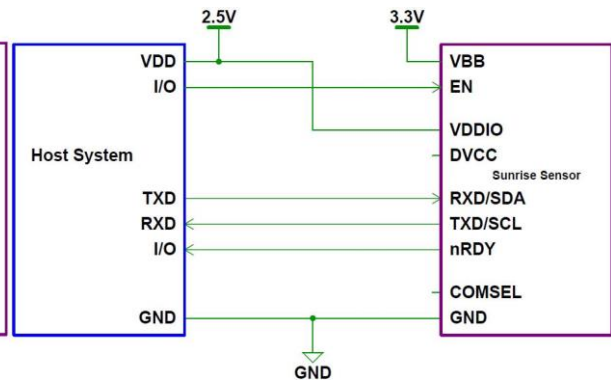 2.5V
3.3V
VDD
I/O
Host System
TXD
RXD
I/O
GND
VBB
EN
VDDIO
DVCC
Sunrise Sensor
RXD/SDA
TXD/SCL
nRDY
COMSEL
GND
GND